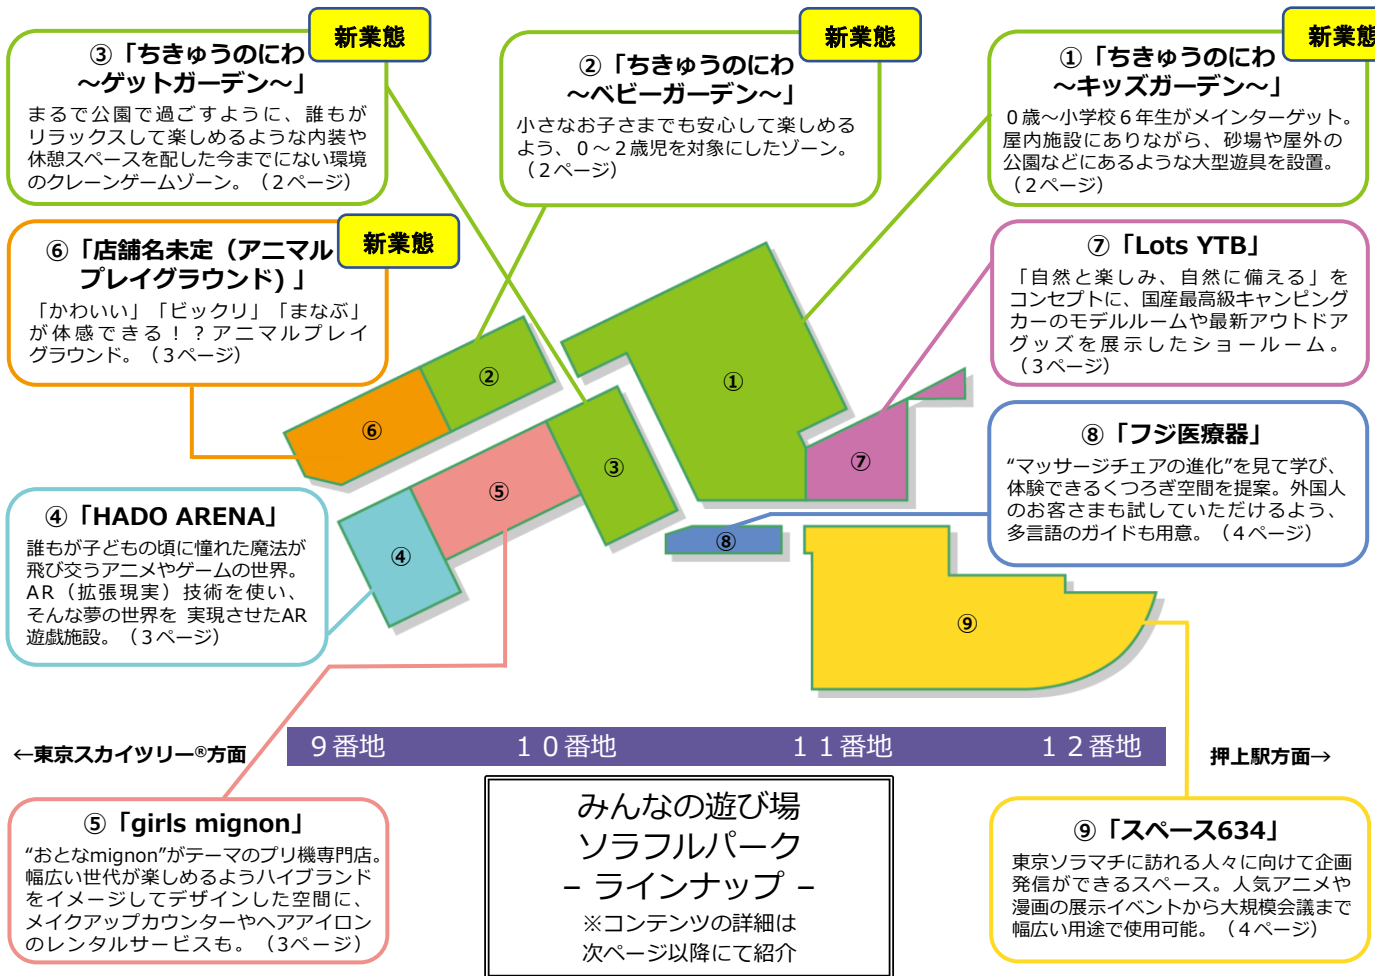 新業態
③「ちきゅうのにわ
～ゲットガーデン～」
まるで公園で過ごすように、誰もが
リラックスして楽しめるような内装や
休憩スペースを配した今までにない環境
のクレーンゲームゾーン。（２ページ）
新業態
②「ちきゅうのにわ
～ベビーガーデン～」
小さなお子さまでも安心して楽しめる
よう、０～２歳児を対象にしたゾーン。
（２ページ）
新業態
①「ちきゅうのにわ
～キッズガーデン～」
０歳～小学校６年生がメインターゲット。
屋内施設にありながら、砂場や屋外の
公園などにあるような大型遊具を設置。
（２ページ）
新業態
⑥「店舗名未定（アニマル
プレイグラウンド）」
「かわいい」「ビックリ」「まなぶ」
が体感できる！？アニマルプレイ
グラウンド。（３ページ）
⑦「Lots YTB」
「自然と楽しみ、自然に備える」を
コンセプトに、国産最高級キャンピング
カーのモデルルームや最新アウトドア
グッズを展示したショールーム。
（３ページ）
⑧「フジ医療器」
“マッサージチェアの進化”を見て学び、
体験できるくつろぎ空間を提案。外国人
のお客さまも試していただけるよう、
多言語のガイドも用意。（４ページ）
④「HADO ARENA」
誰もが子どもの頃に憧れた魔法が
飛び交うアニメやゲームの世界。
AR（拡張現実）技術を使い、
そんな夢の世界を 実現させたAR
遊戯施設。（３ページ）
②
①
⑥
③
⑦
⑤
④
⑧
⑨
←東京スカイツリー®方面
９番地
１０番地
１１番地
１２番地
押上駅方面→
⑤「girls mignon」
“おとなmignon”がテーマのプリ機専門店。
幅広い世代が楽しめるようハイブランド
をイメージしてデザインした空間に、
メイクアップカウンターやヘアアイロン
のレンタルサービスも。（3ページ）
みんなの遊び場
ソラフルパーク
– ラインナップ –
※コンテンツの詳細は
次ページ以降にて紹介
⑨「スペース634」
東京ソラマチに訪れる人々に向けて企画
発信ができるスペース。人気アニメや
漫画の展示イベントから大規模会議まで
幅広い用途で使用可能。（４ページ）